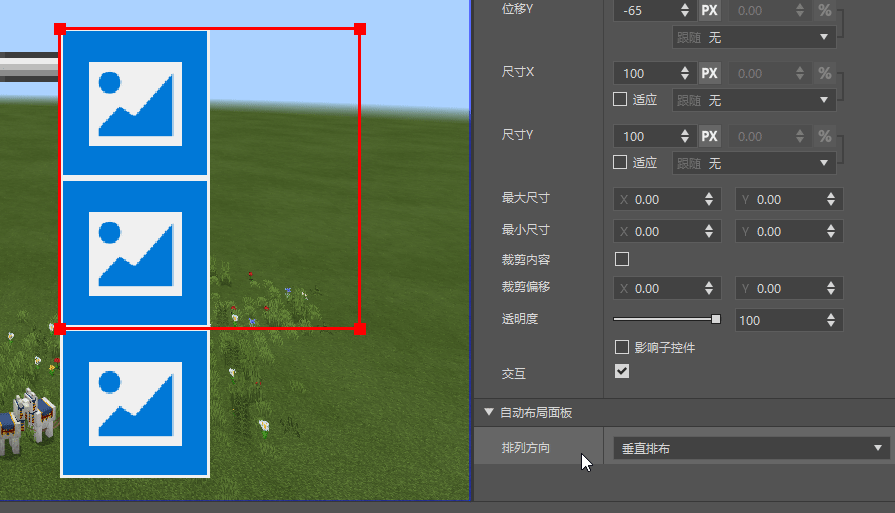 位移Y -65 PX 0.00 %
跟随 无
尺寸X 100 PX 0.00 %
适应 跟随 无
尺寸Y 100 PX 0.00 %
适应 跟随 无
最大尺寸 X 0.00 Y 0.00
最小尺寸 X 0.00 Y 0.00
裁剪内容
裁剪偏移 X 0.00 Y 0.00
透明度 100
影响子控件
交互
自动布局面板
排列方向 垂直排布